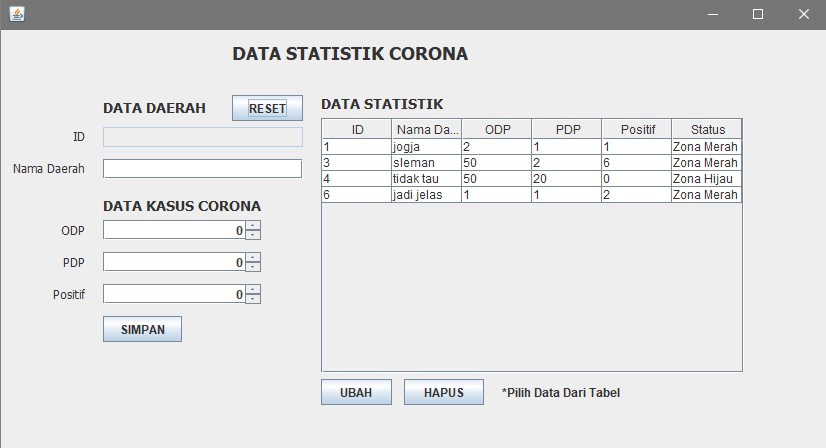 DATA STATISTIK CORONA
DATA DAERAH RESET
ID
Nama Daerah
DATA KASUS CORONA
ODP 0
PDP 0
Positif 0
SIMPAN
DATA STATISTIK
ID Nama Da... ODP PDP Positif Status
1 jogja 2 1 1 Zona Merah
3 sleman 50 2 6 Zona Merah
4 tidak tau 50 20 0 Zona Hijau
6 jadi jelas 1 1 2 Zona Merah
UBAH HAPUS *Pilih Data Dari Tabel